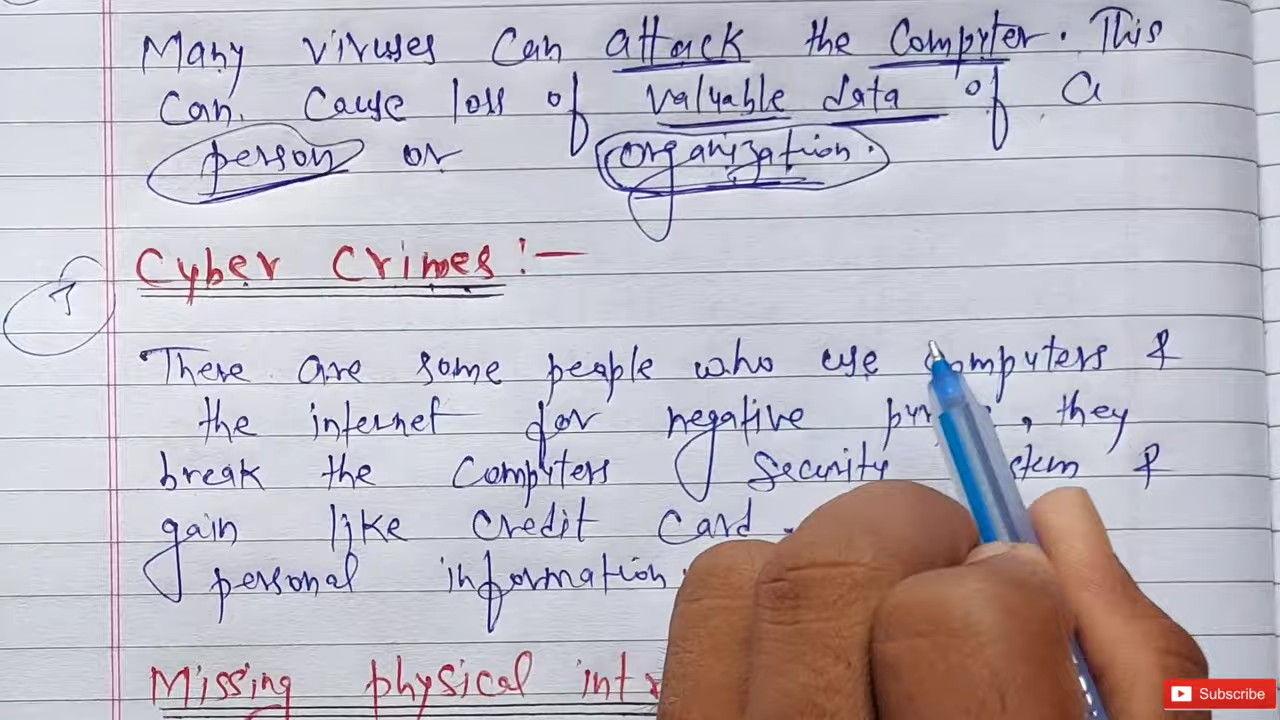 Many viruses can attack the computer. This
can cause loss of valuable data of a
person or organization.
Cyber Crimes :-
There are some people who use computers &
the internet for negative , they
break the computers security &
gain like credit card
personal information
Missing physical
Subscribe